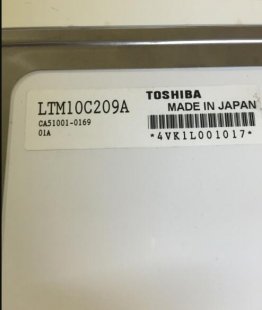 LTM10C209A
CA51001-0169
01A
TOSHIBA
MADE IN JAPAN
*4VK1L001017*